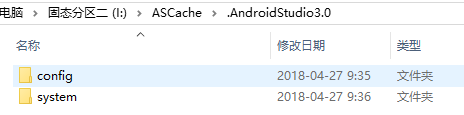 电脑 > 固态分区二 (I:) > ASCache > .AndroidStudio3.0
名称 修改日期 类型
config 2018-04-27 9:35 文件夹
system 2018-04-27 9:36 文件夹